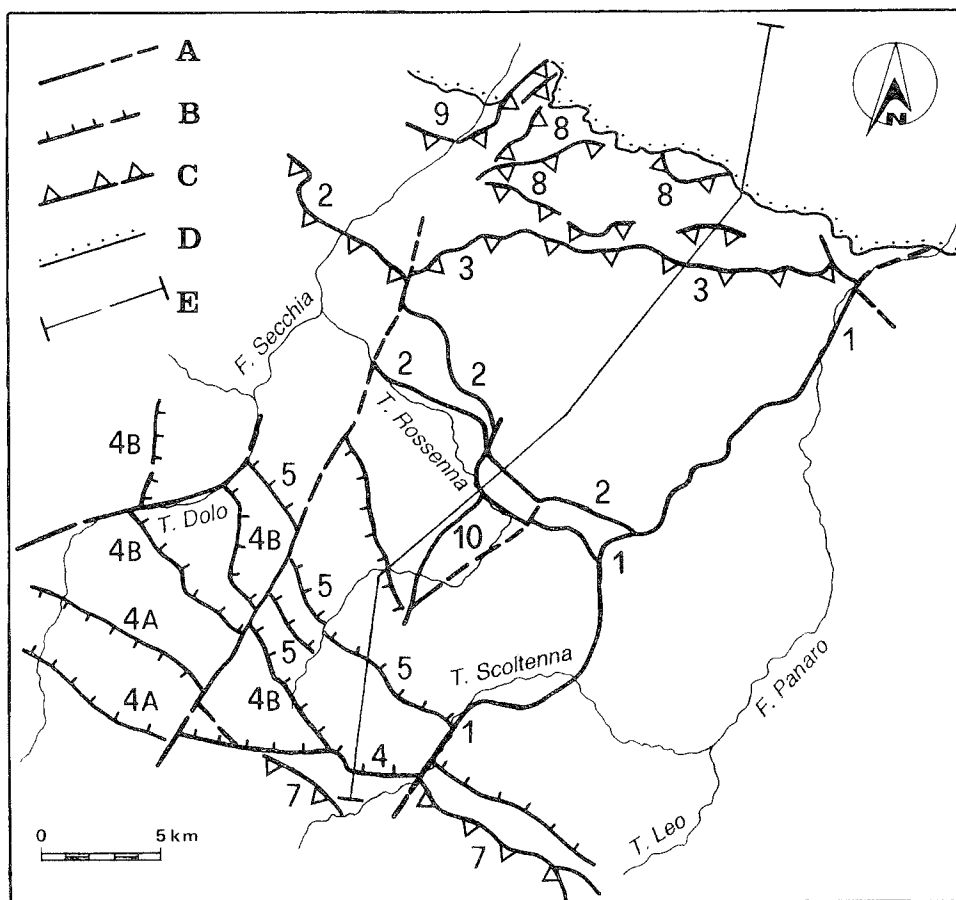 A
B
C
D
E
N
9
8
8
8
2
3
3
1
F. Secchia
2
2
T. Rossenna
4B
5
T. Dolo
4B
4B
2
10
1
4A
5
5
T. Scoltenna
F. Panaro
4A
4B
1
4
7
7
T. Leo
0 5 km